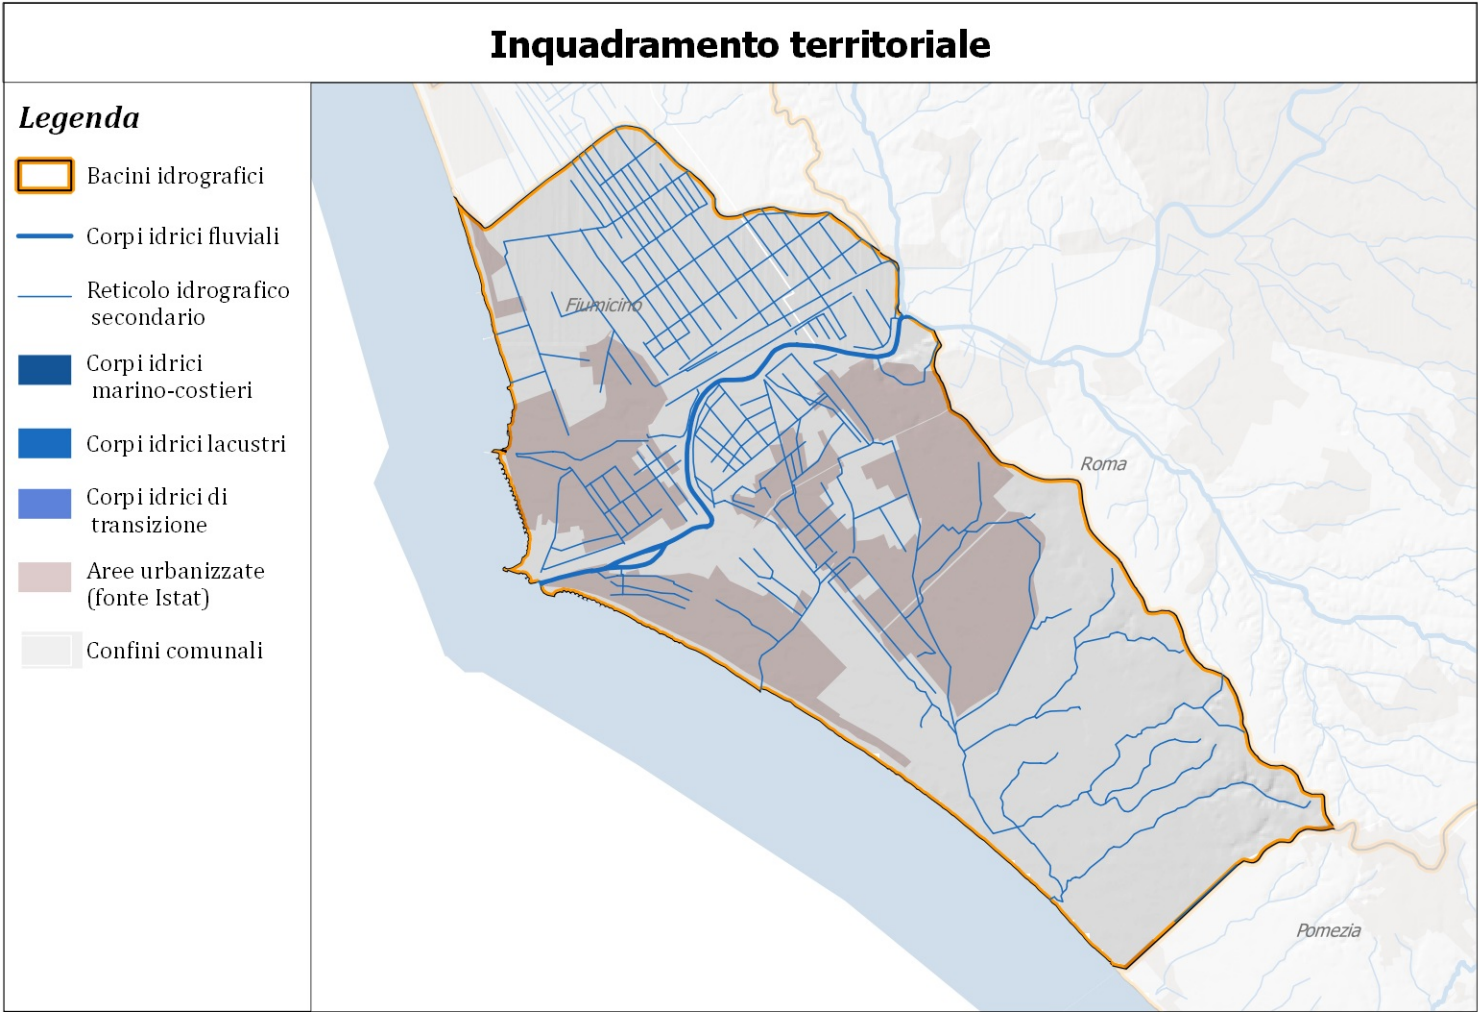 Inquadramento territoriale
Legenda
Bacini idrografici
Corpi idrici fluviali
Reticolo idrografico
secondario
Corpi idrici
marino-costieri
Corpi idrici lacustri
Corpi idrici di
transizione
Aree urbanizzate
(fonte Istat)
Confini comunali
Fiumicino
Roma
Pomezia